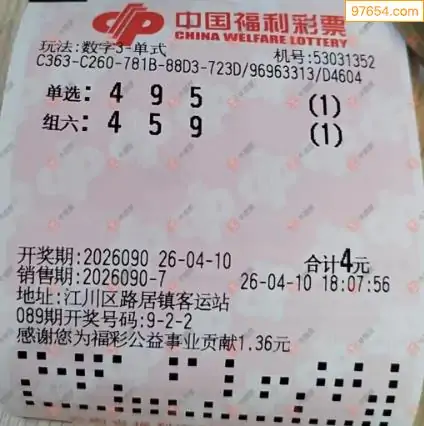 97654.com
中国福利彩票
CHINA WELFARE LOTTERY
玩法:数字3-单式 机号:53031352
C363-C260-781B-88D3-723D/96963313/D4604
单选: 4 9 5 (1)
组六: 4 5 9 (1)
开奖期:2026090 26-04-10 合计4元
销售期:2026090-7 26-04-10 18:07:56
地址:江川区路居镇客运站
089期开奖号码:9-2-2
感谢您为福彩公益事业贡献1.36元